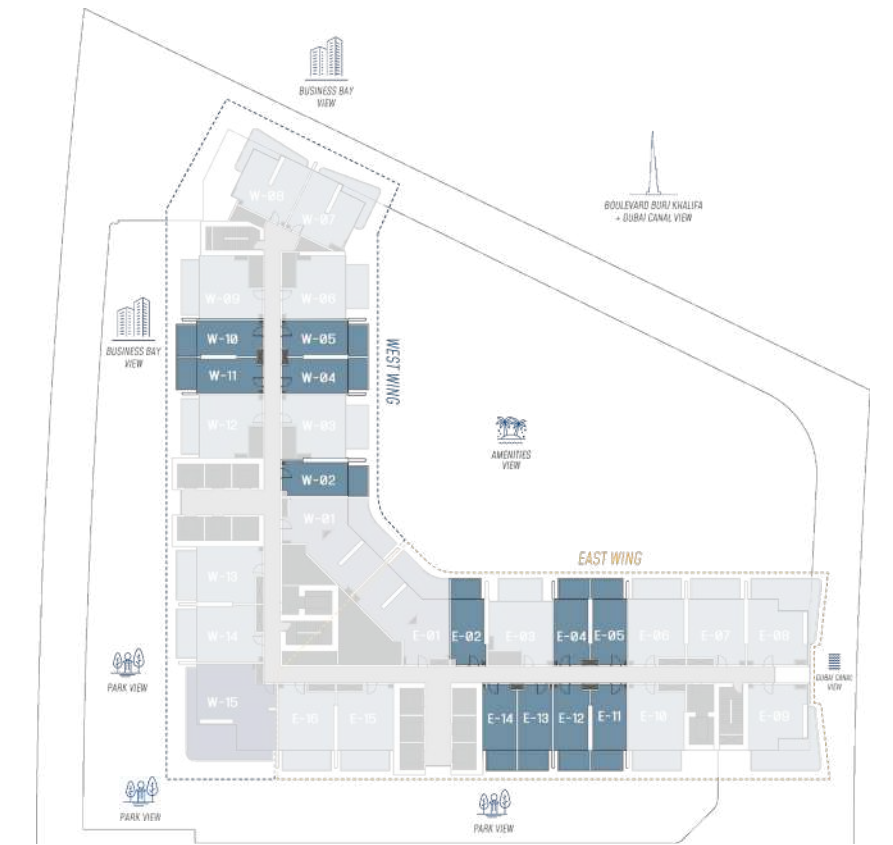 BUSINESS BAY
VIEW
BOULEVARD BURJ KHALIFA
+ DUBAI CANAL VIEW
W-08
W-07
W-09
W-06
BUSINESS BAY
VIEW
W-10
W-05
W-11
W-04
WEST WING
W-12
W-03
AMENITIES
VIEW
W-02
W-01
EAST WING
W-13
W-14
E-01
E-02
E-03
E-04
E-05
E-06
E-07
E-08
DUBAI CANAL
VIEW
PARK VIEW
W-15
E-16
E-15
E-14
E-13
E-12
E-11
E-10
E-09
PARK VIEW
PARK VIEW